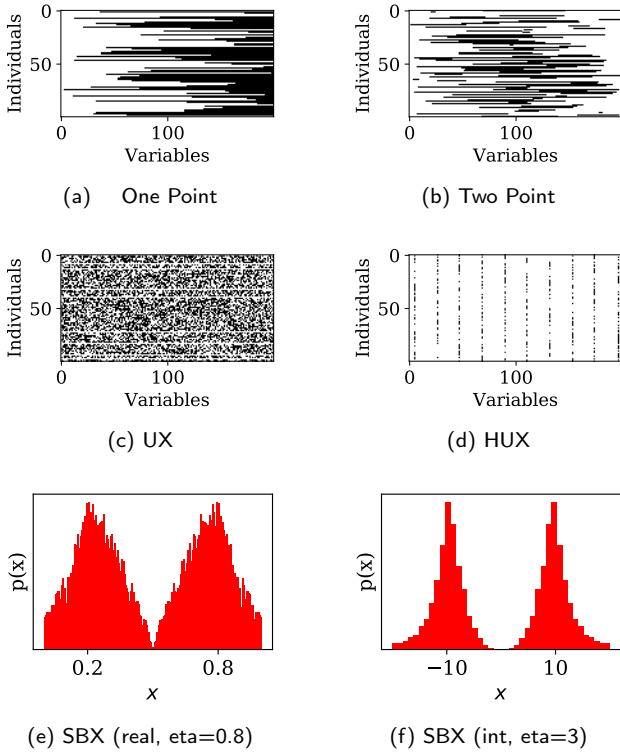 0
50
Individuals
0
100
Variables
(a) One Point
0
50
Individuals
0
100
Variables
(b) Two Point
0
50
Individuals
0
100
Variables
(c) UX
0
50
Individuals
0
100
Variables
(d) HUX
p(x)
0.2
0.8
x
(e) SBX (real, eta=0.8)
p(x)
−10
10
x
(f) SBX (int, eta=3)